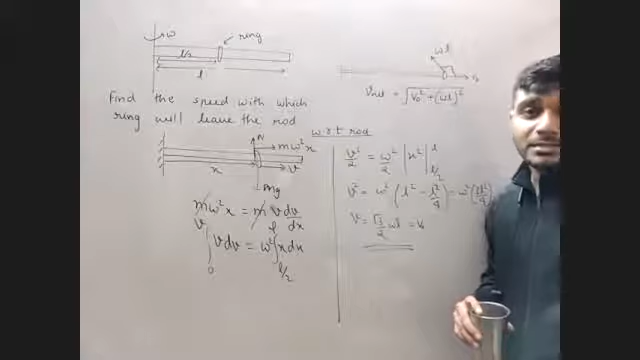 ω
ring
l/2
l
Find the speed with which
ring will leave the rod
N
mω²x
x
v
mg
mω²x = m v dv/dx
∫₀ᵛ v dv = ω² ∫_{l/2}^{l} x dx
w.r.t rod
v²/2 = ω²/2 |x²|_{l/2}^{l}
v² = ω² (l² - l²/4) = ω² (3l²/4)
v = √3/2 ωl = v₀
ωl
v₀
Vnet = √(v₀² + (ωl)²)